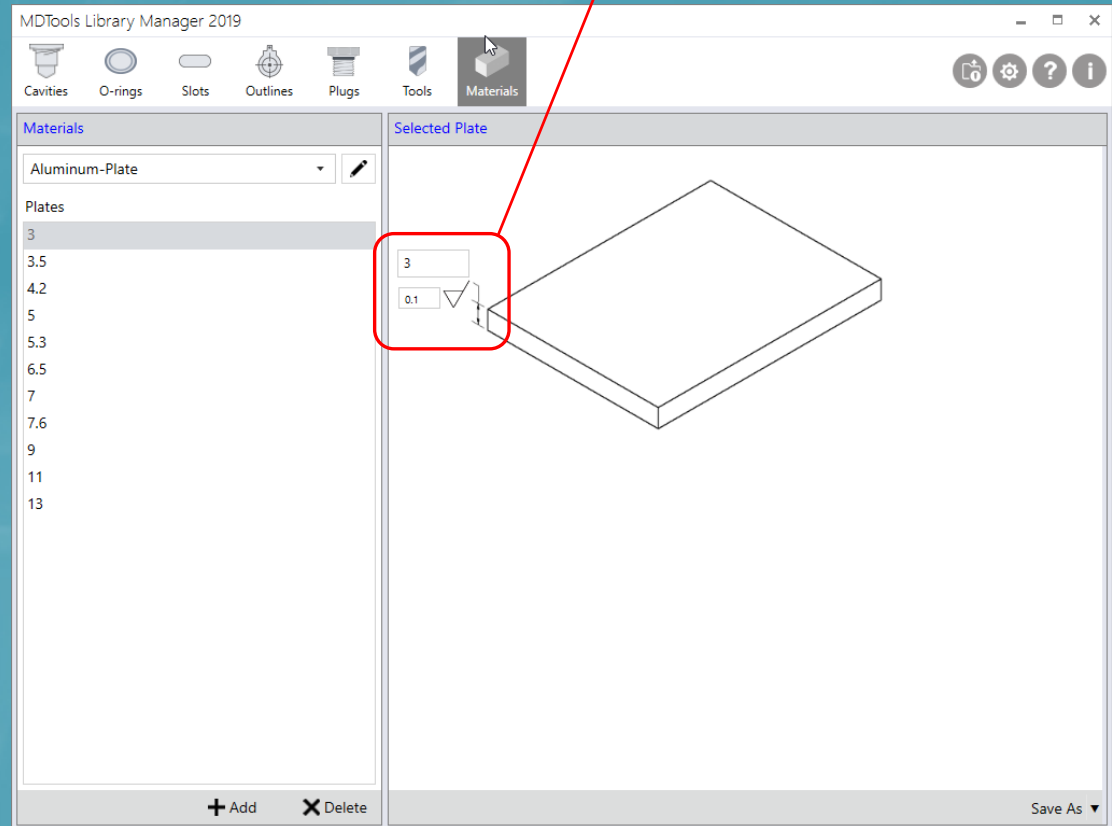 MDTools Library Manager 2019
Cavities O-rings Slots Outlines Plugs Tools Materials
Materials
Selected Plate
Aluminum-Plate
Plates
3
3.5
4.2
5
5.3
6.5
7
7.6
9
11
13
3
0.1
Add Delete
Save As